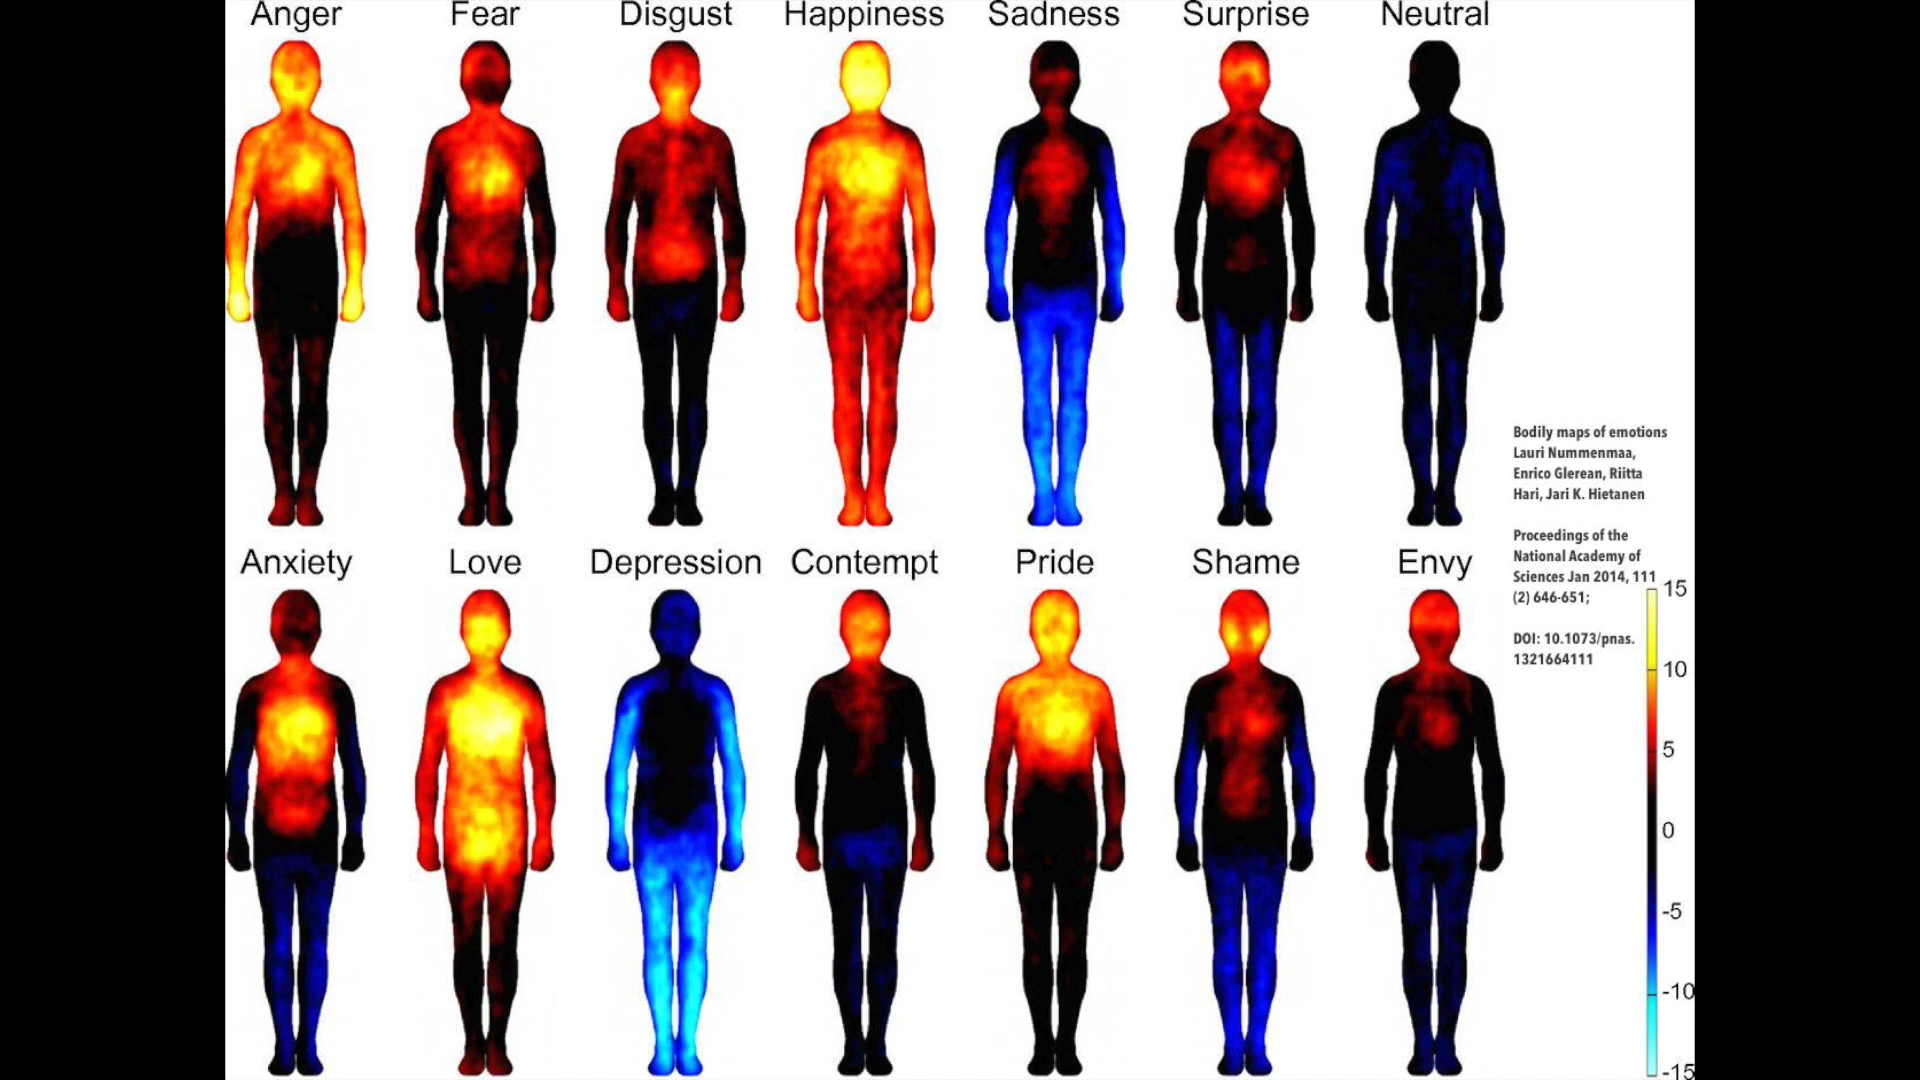 Anger Fear Disgust Happiness Sadness Surprise Neutral
Bodily maps of emotions
Lauri Nummenmaa,
Enrico Glerean, Riitta
Hari, Jari K. Hietanen
Proceedings of the
National Academy of
Sciences Jan 2014, 111
(2) 646-651;
DOI: 10.1073/pnas.
1321664111
Anxiety Love Depression Contempt Pride Shame Envy
15
10
5
0
-5
-10
-15